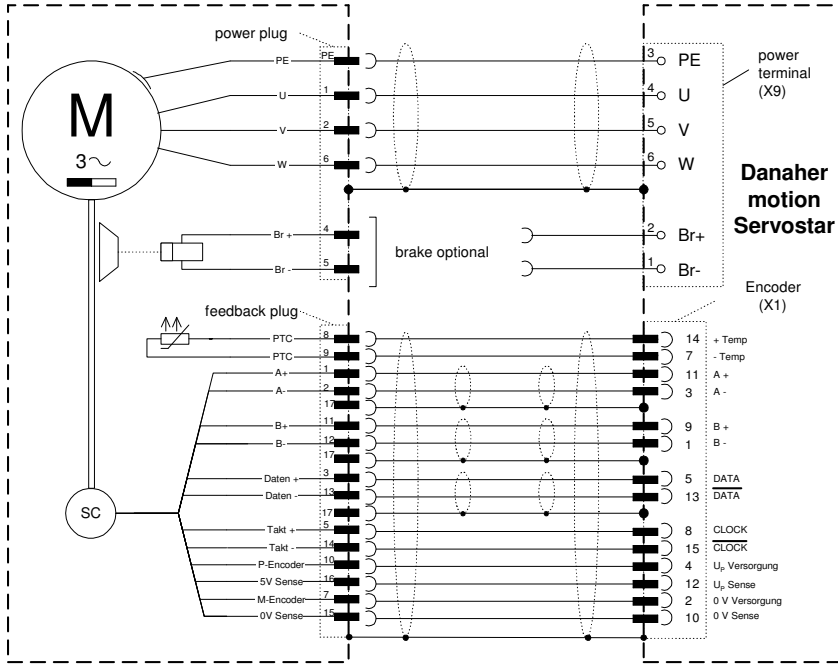 power plug
power terminal (X9)
M
3~
PE PE 3 PE
U 1 4 U
V 2 5 V
W 6 6 W
Danaher
motion
Servostar
Br + 4 2 Br+
brake optional
Br - 5 1 Br-
Encoder
(X1)
feedback plug
PTC 8 14 + Temp
PTC 9 7 - Temp
A+ 1 11 A +
A- 2 3 A -
17
B+ 11 9 B +
B- 12 1 B -
17
Daten + 3 5 DATA
Daten - 13 13 DATA
17
SC
Takt + 5 8 CLOCK
Takt - 14 15 CLOCK
P-Encoder 10 4 UP Versorgung
5V Sense 16 12 UP Sense
M-Encoder 7 2 0 V Versorgung
0V Sense 15 10 0 V Sense